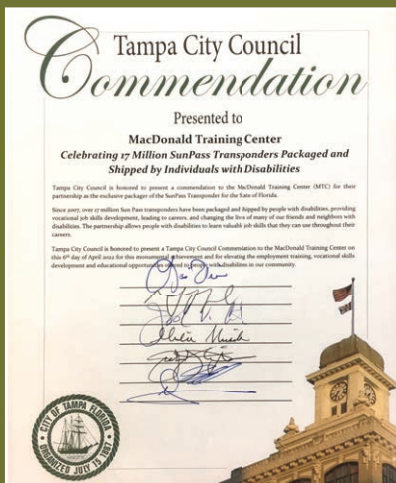 Tampa City Council
Commendation
Presented to
MacDonald Training Center
Celebrating 17 Million SunPass Transponders Packaged and
Shipped by Individuals with Disabilities
Tampa City Council is honored to present a commendation to the McDonald Training Center (MTC) for their
partnership as the exclusive packager of the SunPass Transponder for the Sate of Florida.
Since 2007, over 17 million Sun Pass transponders have been packaged and shipped by people with disabilities, providing
vocational job skills development, leading to careers, and changing the lives of many of our friends and neighbors with
disabilities. The partnership allows people with disabilities to learn valuable job skills that they can use throughout their
careers.
Tampa City Council is honored to present a Tampa City Council Commendation to the MacDonald Training Center on
this 6th day of April 2022 for this monumental achievement and for elevating the employment training, vocational skills
development and educational opportunities offered to people with disabilities in our community.
CITY OF TAMPA FLORIDA
ORGANIZED JULY 15 1887